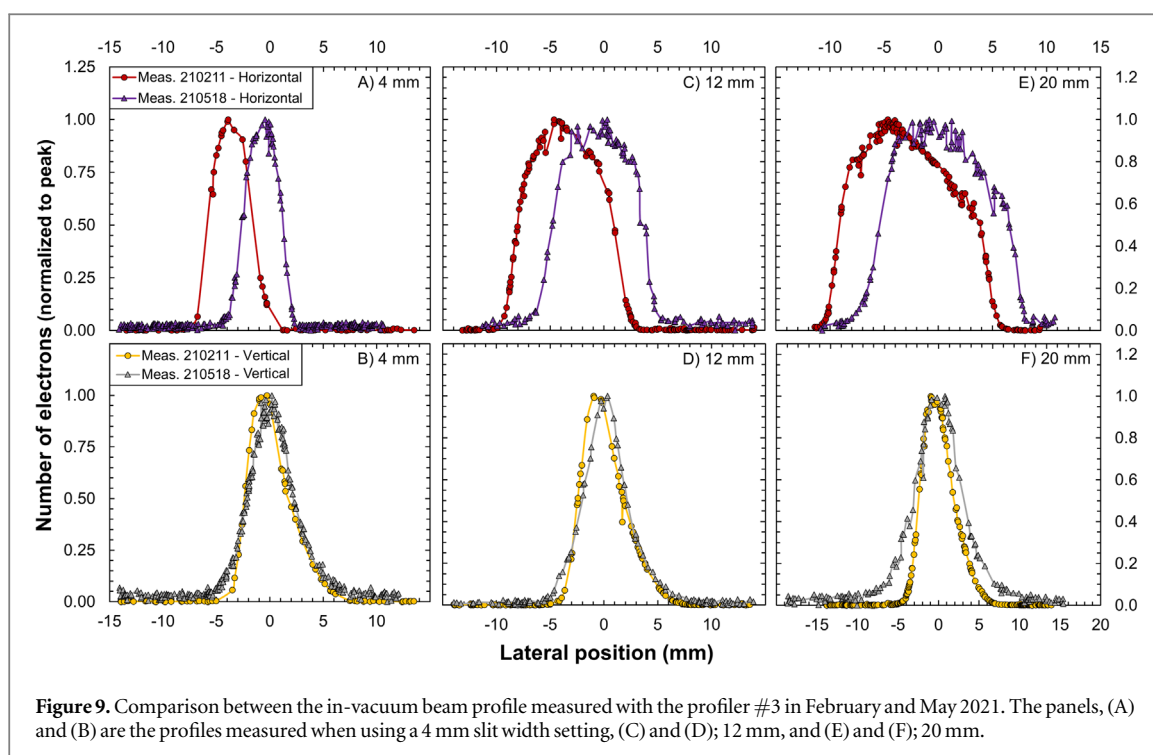 -15 -10 -5 0 5 10 -10 -5 0 5 10 -10 -5 0 5 10 15
1.25 Meas. 210211 - Horizontal A) 4 mm C) 12 mm E) 20 mm 1.2
Meas. 210518 - Horizontal
1.00 1.0
0.75 0.8
0.6
0.50
0.4
0.25
0.2
0.00 0.0
Meas. 210211 - Vertical B) 4 mm D) 12 mm F) 20 mm 1.2
Meas. 210518 - Vertical
1.00 1.0
0.75 0.8
0.6
0.50
0.4
0.25
0.2
0.00 0.0
-15 -10 -5 0 5 10 -10 -5 0 5 10 -15 -10 -5 0 5 10 15 20
Number of electrons (normalized to peak)
Lateral position (mm)
Figure 9. Comparison between the in-vacuum beam profile measured with the profiler #3 in February and May 2021. The panels, (A)
and (B) are the profiles measured when using a 4 mm slit width setting, (C) and (D); 12 mm, and (E) and (F); 20 mm.